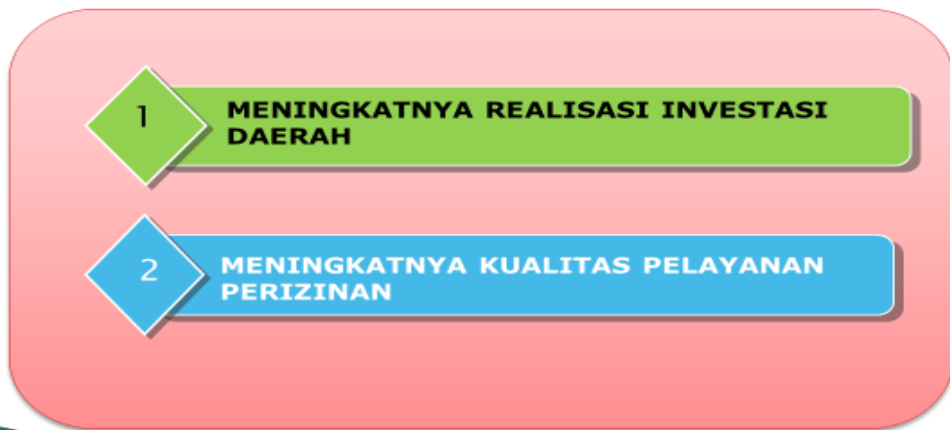 1
MENINGKATNYA REALISASI INVESTASI
DAERAH
2
MENINGKATNYA KUALITAS PELAYANAN
PERIZINAN